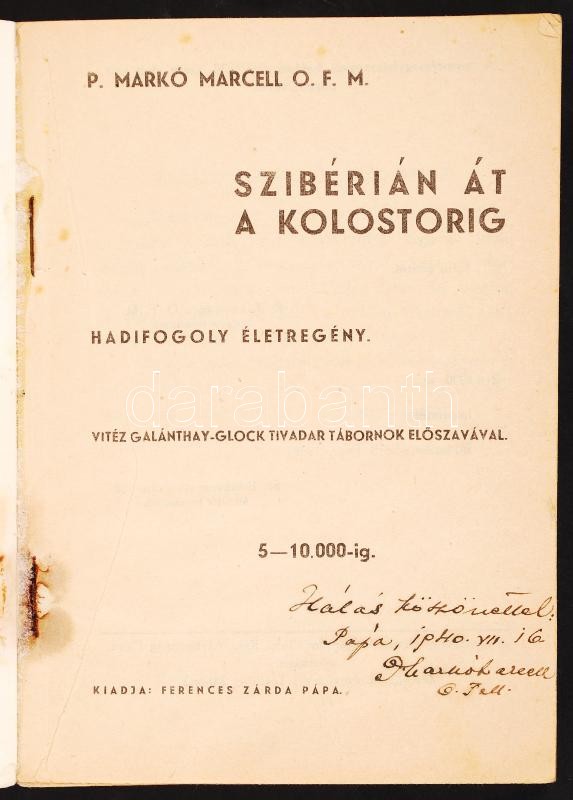 P. MARKÓ MARCELL O. F. M.
SZIBÉRIÁN ÁT
A KOLOSTORIG
HADIFOGOLY ÉLETREGÉNY.
darabanth
VITÉZ GALÁNTHAY-GLOCK TIVADAR TÁBORNOK ELŐSZAVÁVAL.
5—10.000-ig.
Hálás köszönettel:
Pápa, 1940. VII. 16
P Markó Marcell
KIADJA: FERENCES ZÁRDA PÁPA.